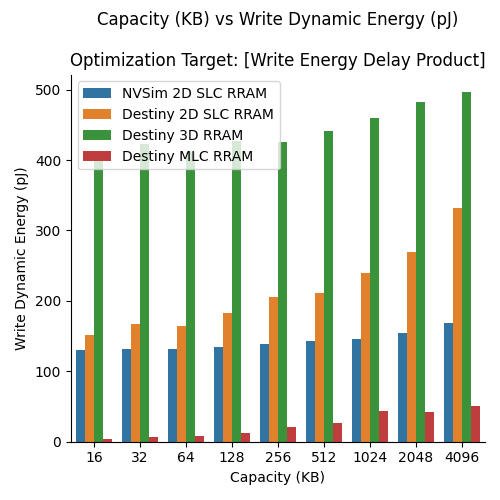 Capacity (KB) vs Write Dynamic Energy (pJ)
Optimization Target: [Write Energy Delay Product]
NVSim 2D SLC RRAM
Destiny 2D SLC RRAM
Destiny 3D RRAM
Destiny MLC RRAM
Write Dynamic Energy (pJ)
500
400
300
200
100
0
16 32 64 128 256 512 1024 2048 4096
Capacity (KB)